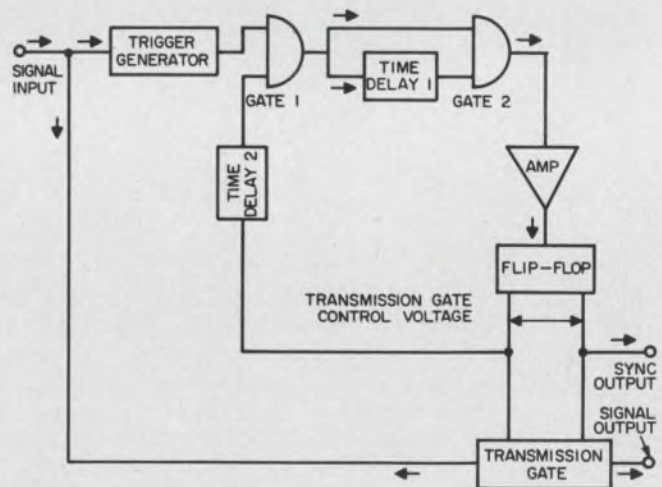 SIGNAL
INPUT
TRIGGER
GENERATOR
GATE 1
TIME
DELAY 1
GATE 2
TIME
DELAY 2
AMP
FLIP-FLOP
TRANSMISSION GATE
CONTROL VOLTAGE
SYNC
OUTPUT
SIGNAL
OUTPUT
TRANSMISSION
GATE